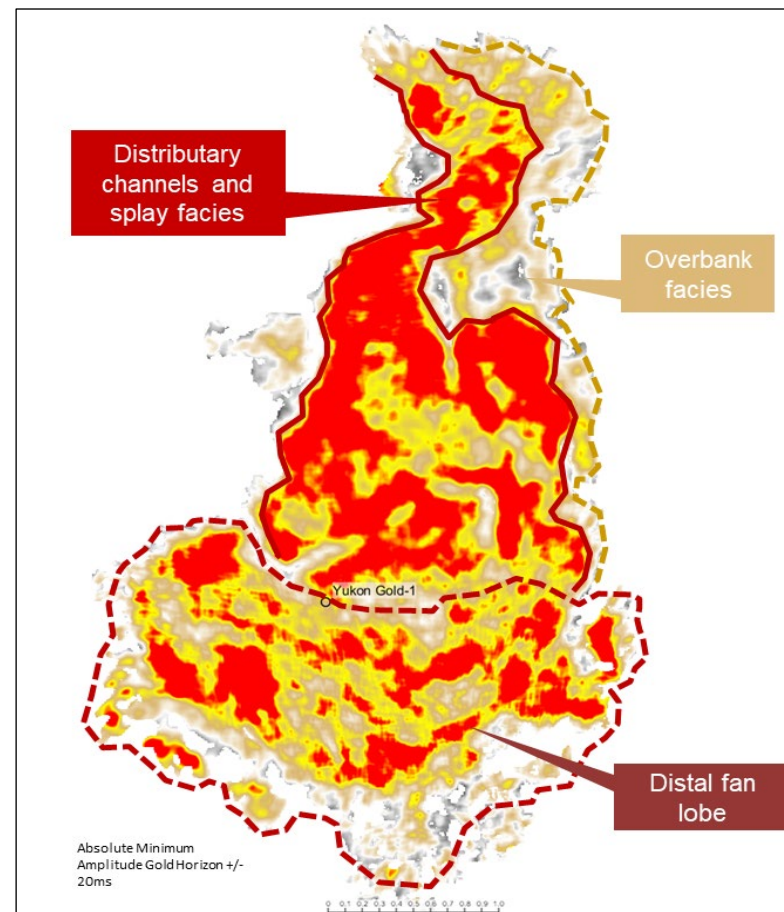 Distributary
channels and
splay facies
Overbank
facies
Yukon Gold-1
Distal fan
lobe
Absolute Minimum
Amplitude Gold Horizon +/-
20ms
0 0.1 0.2 0.3 0.4 0.5 0.6 0.7 0.8 0.9 1.0